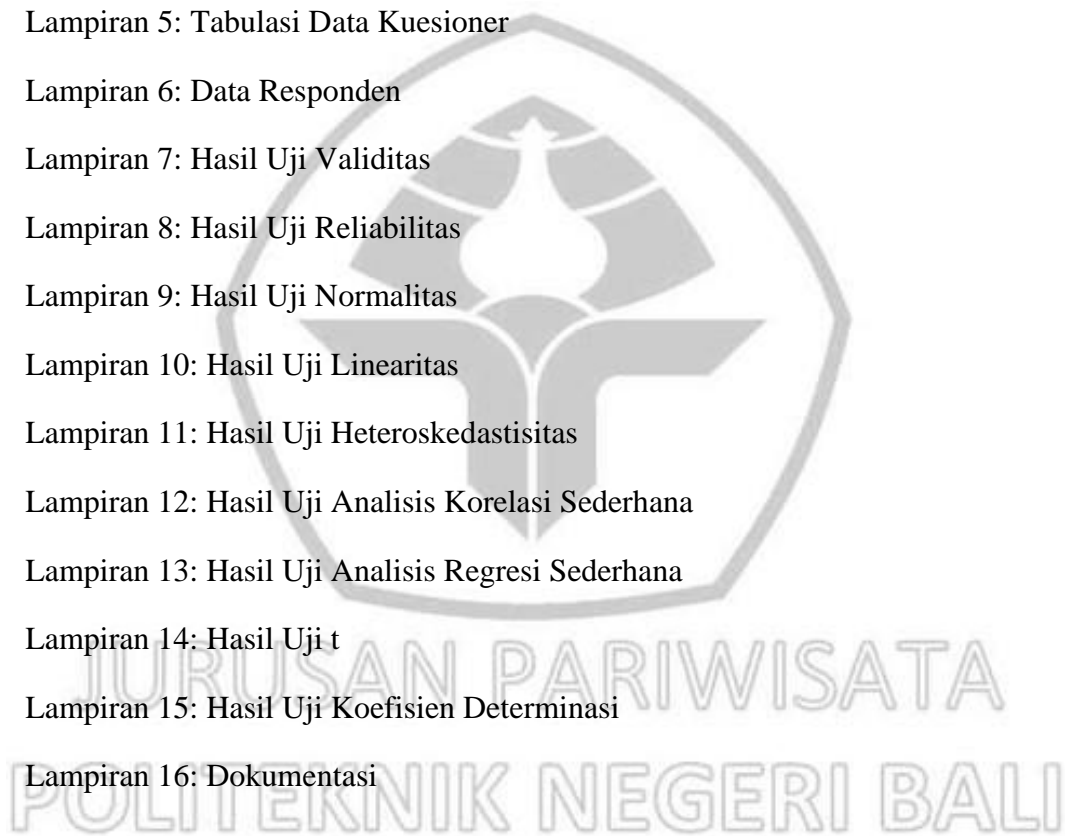 Lampiran 5: Tabulasi Data Kuesioner
Lampiran 6: Data Responden
Lampiran 7: Hasil Uji Validitas
Lampiran 8: Hasil Uji Reliabilitas
Lampiran 9: Hasil Uji Normalitas
Lampiran 10: Hasil Uji Linearitas
Lampiran 11: Hasil Uji Heteroskedastisitas
Lampiran 12: Hasil Uji Analisis Korelasi Sederhana
Lampiran 13: Hasil Uji Analisis Regresi Sederhana
Lampiran 14: Hasil Uji t
JURUSAN PARIWISATA
Lampiran 15: Hasil Uji Koefisien Determinasi
Lampiran 16: Dokumentasi
POLITEKNIK NEGERI BALI